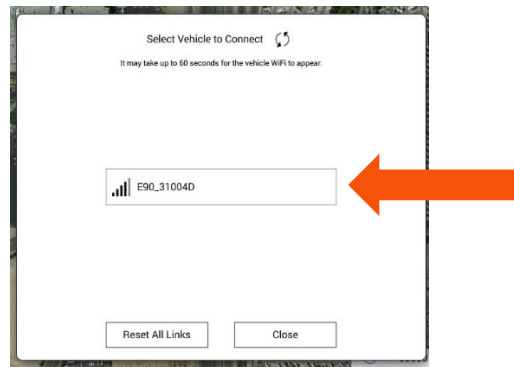 Select Vehicle to Connect
It may take up to 60 seconds for the vehicle WiFi to appear.
E90_31004D
Reset All Links
Close